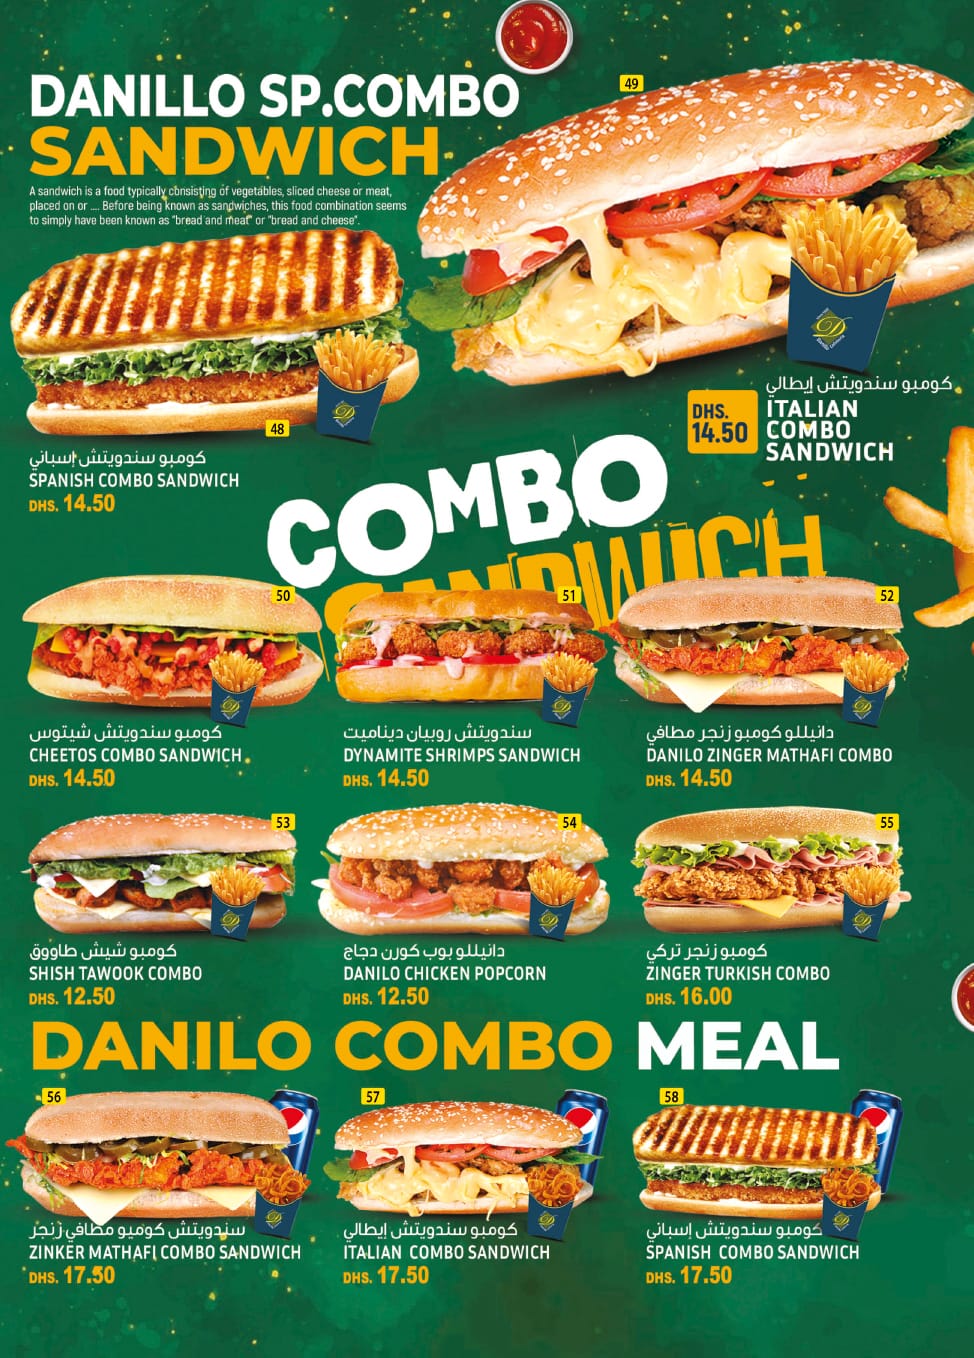 DANILLO SP.COMBO
SANDWICH
A sandwich is a food typically consisting of vegetables, sliced cheese or meat,
placed on or .... Before being known as sandwiches, this food combination seems
to simply have been known as "bread and meat" or "bread and cheese".
49
كومبو سندويتش إيطالي
DHS.
14.50
ITALIAN
COMBO
SANDWICH
48
كومبو سندويتش إسباني
SPANISH COMBO SANDWICH
DHS. 14.50
COMBO
SANDWICH
50
كومبو سندويتش شيتوس
CHEETOS COMBO SANDWICH
DHS. 14.50
51
سندويتش روبيان ديناميت
DYNAMITE SHRIMPS SANDWICH
DHS. 14.50
52
دانيللو كومبو زنجر مطافي
DANILO ZINGER MATHAFI COMBO
DHS. 14.50
53
كومبو شيش طاووق
SHISH TAWOOK COMBO
DHS. 12.50
54
دانيللو بوب كورن دجاج
DANILO CHICKEN POPCORN
DHS. 12.50
55
كومبو زنجر تركي
ZINGER TURKISH COMBO
DHS. 16.00
DANILO COMBO MEAL
56
سندويتش كوميو مطافي زنجر
ZINKER MATHAFI COMBO SANDWICH
DHS. 17.50
57
كومبو سندويتش إيطالي
ITALIAN COMBO SANDWICH
DHS. 17.50
58
كومبو سندويتش إسباني
SPANISH COMBO SANDWICH
DHS. 17.50